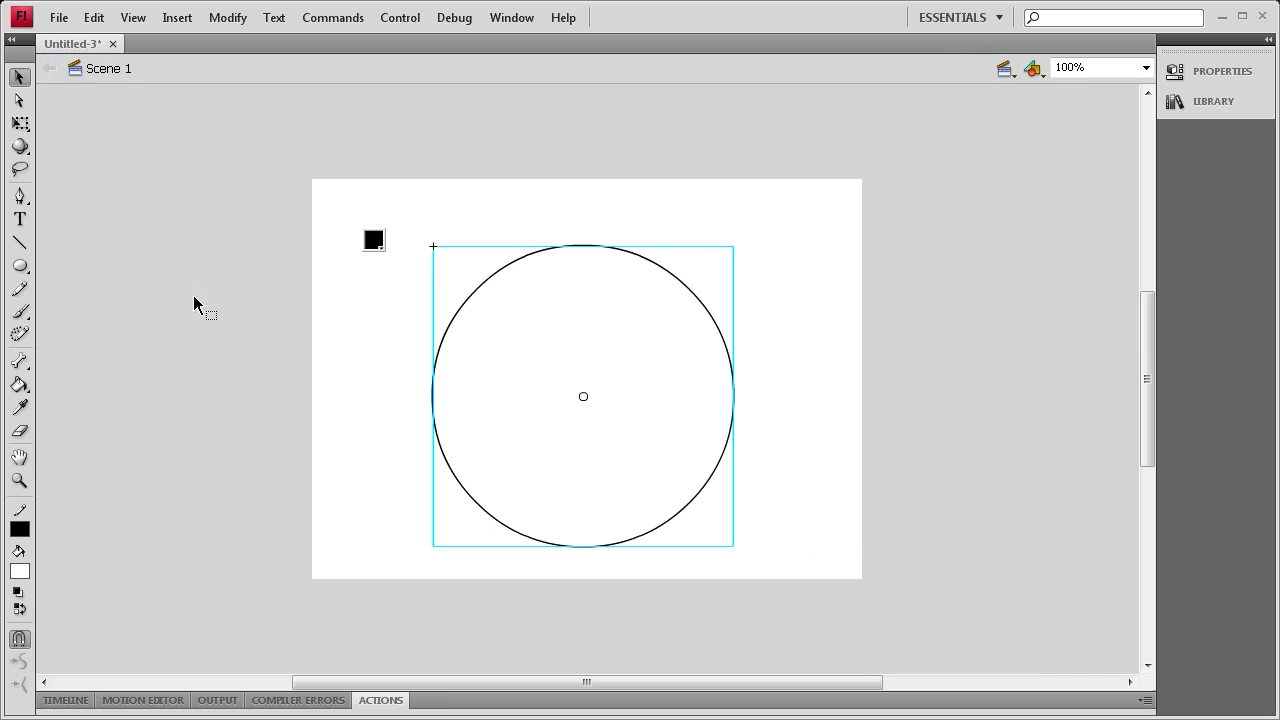 Fl File Edit View Insert Modify Text Commands Control Debug Window Help ESSENTIALS
Untitled-3*
Scene 1 100%
PROPERTIES
LIBRARY
T
TIMELINE MOTION EDITOR OUTPUT COMPILER ERRORS ACTIONS